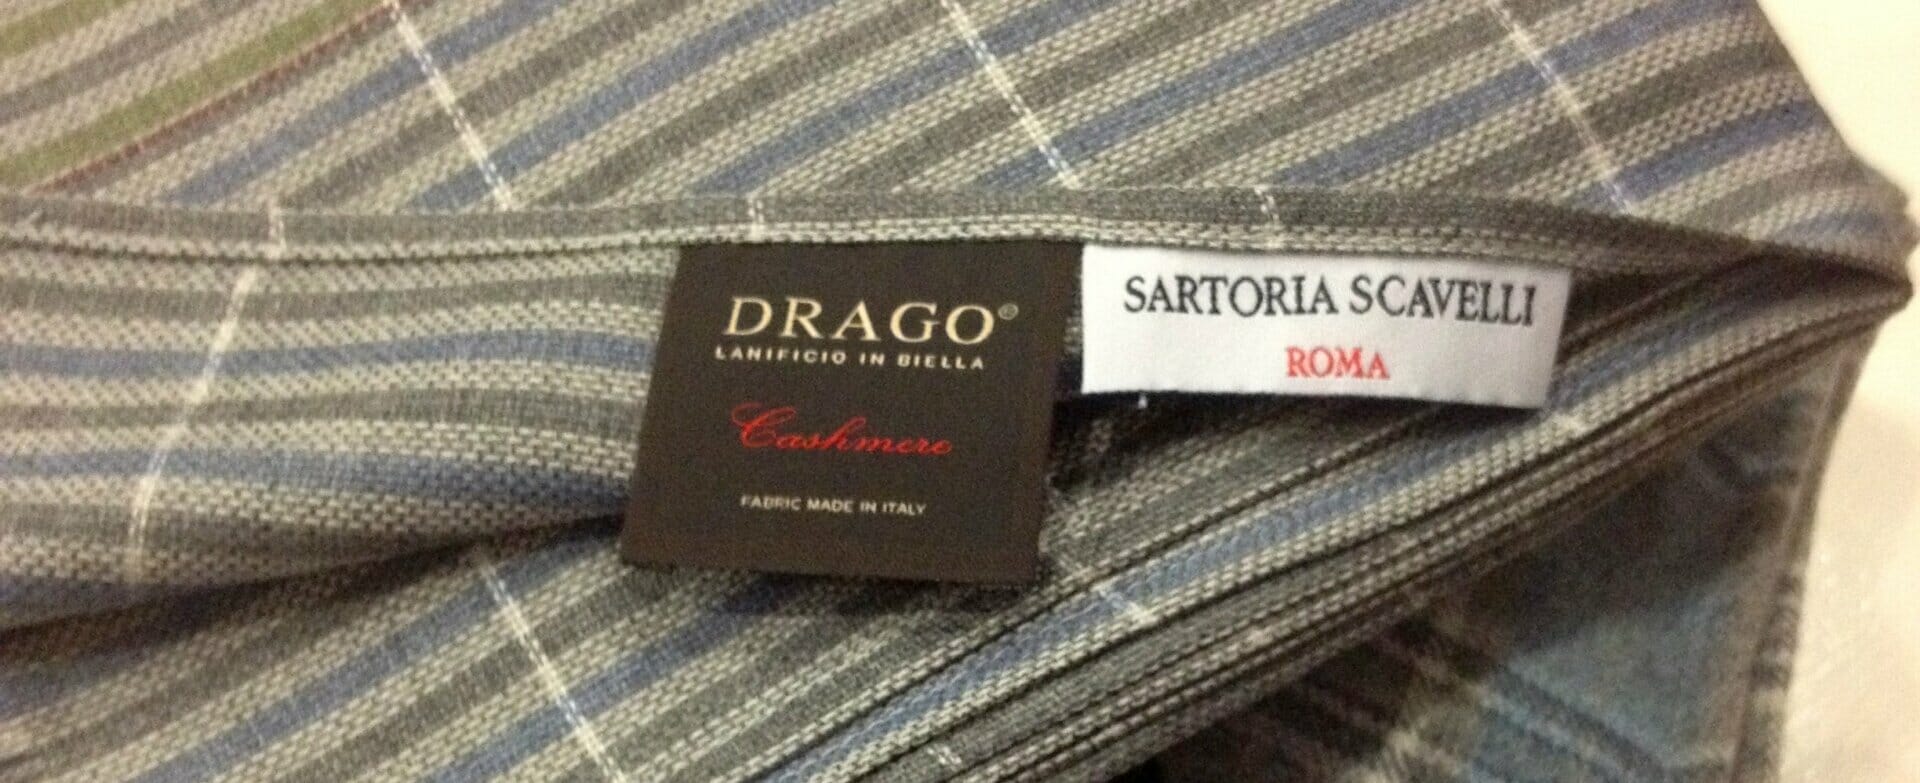 DRAGO®
LANIFICIO IN BIELLA
Cashmere
FABRIC MADE IN ITALY
SARTORIA SCAVELLI
ROMA